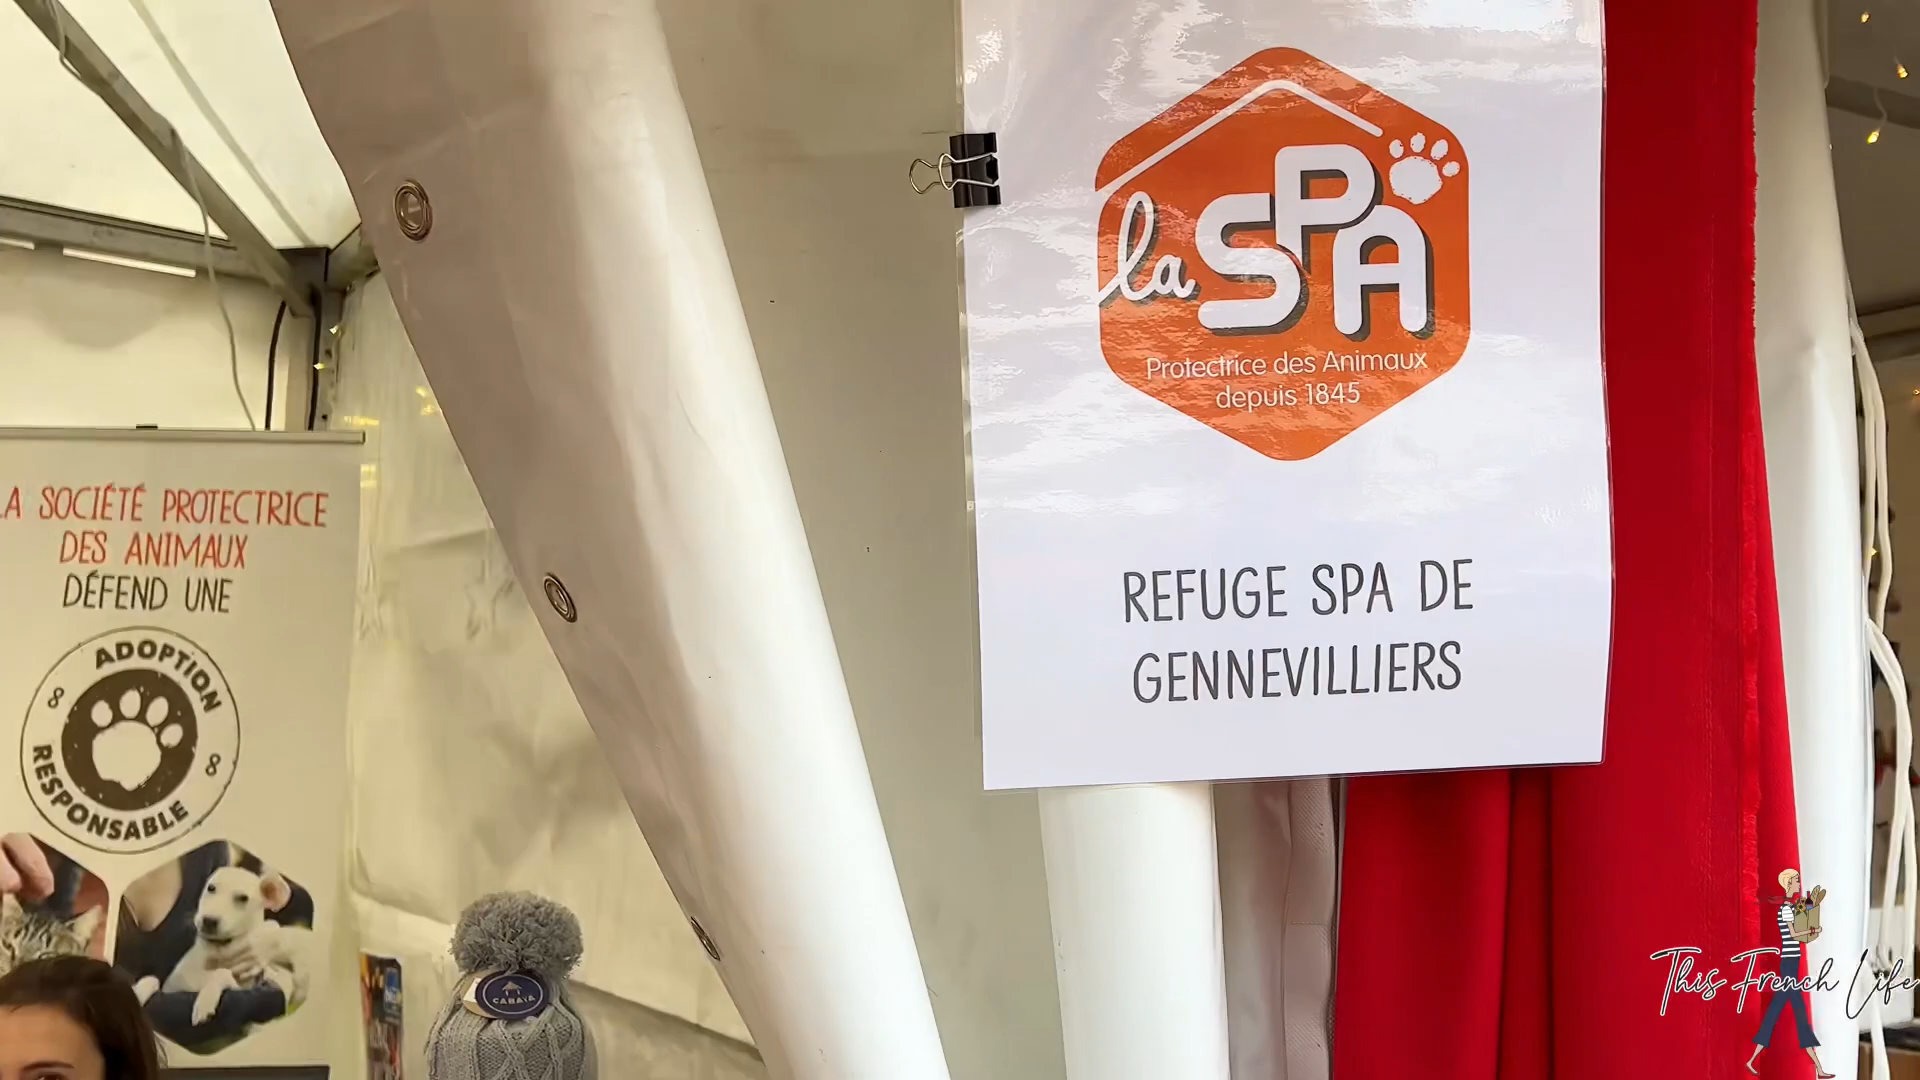 la SPA
Protectrice des Animaux
depuis 1845
REFUGE SPA DE
GENNEVILLIERS
LA SOCIÉTÉ PROTECTRICE
DES ANIMAUX
DÉFEND UNE
ADOPTION
RESPONSABLE
CABAÏA
This French Life